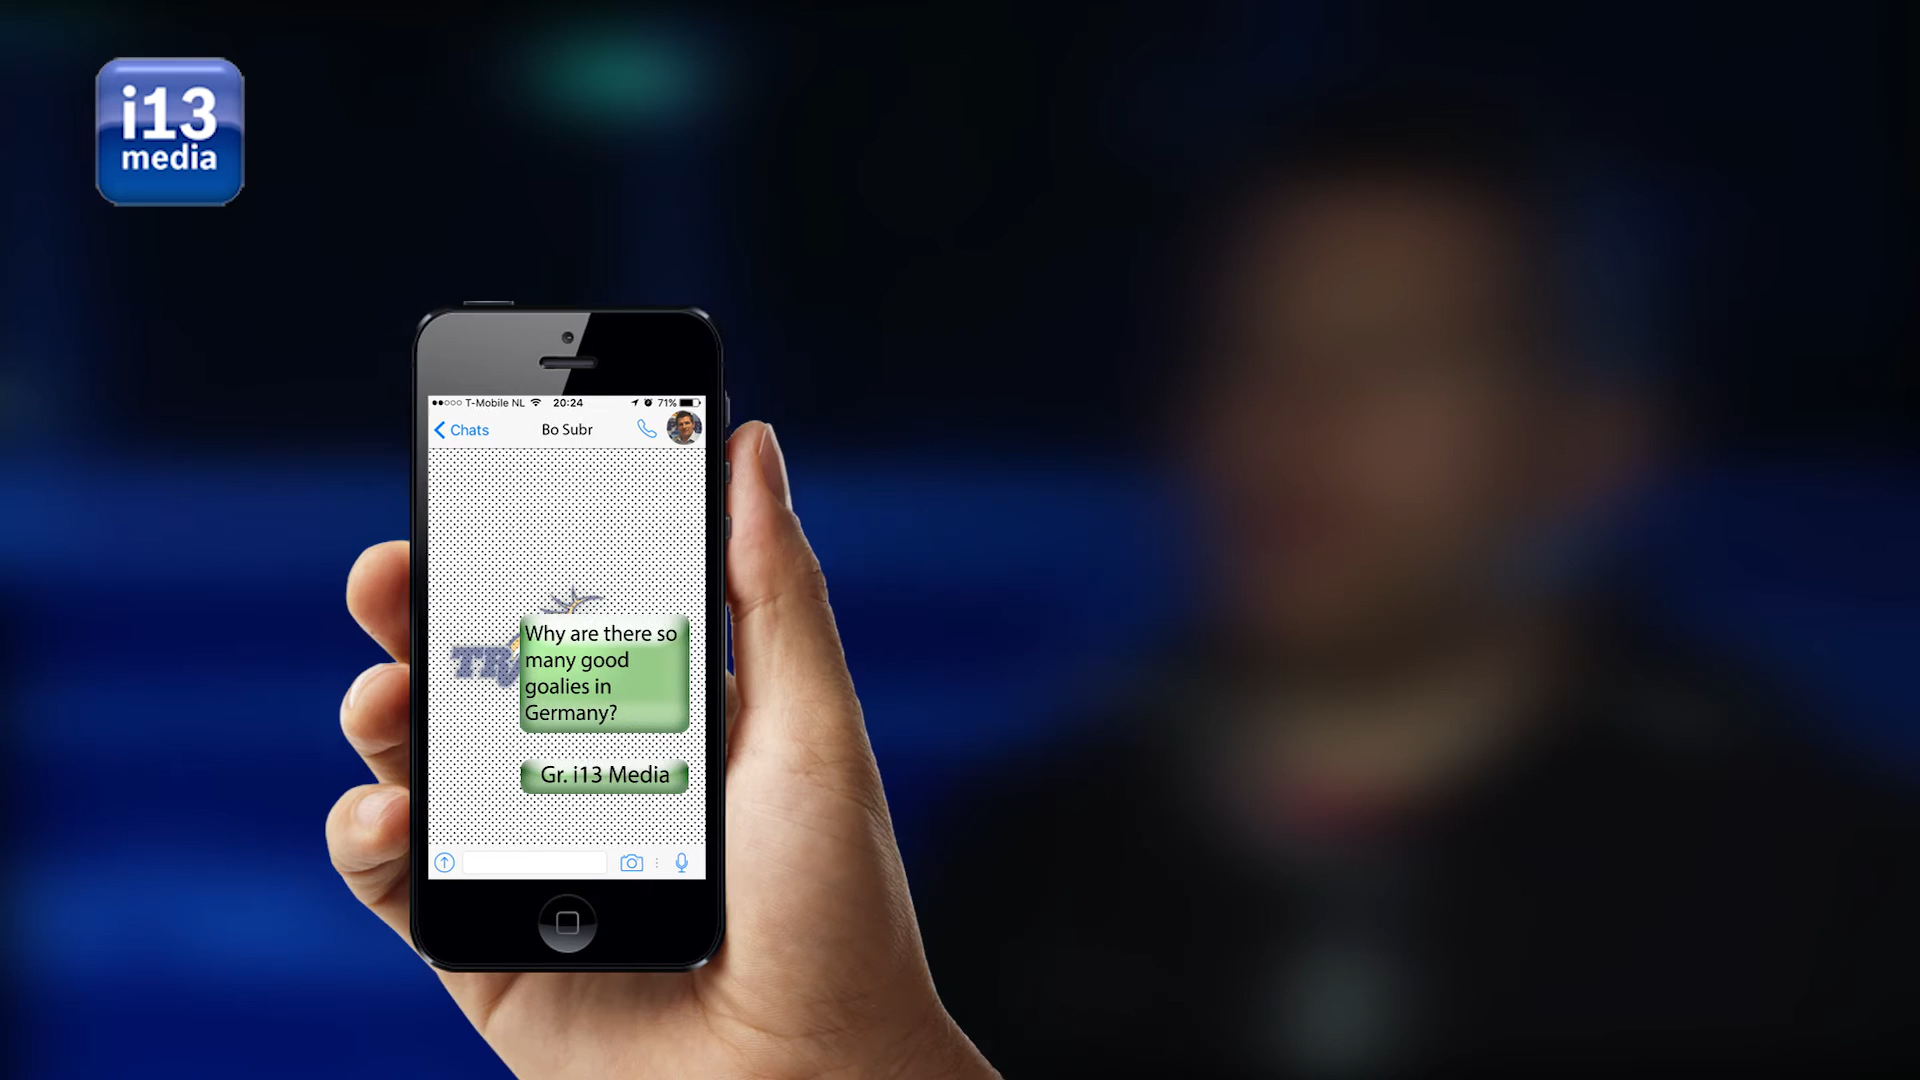 i13
media
T-Mobile NL 20:24 71%
Chats Bo Subr
Why are there so
many good
goalies in
Germany?
Gr. i13 Media